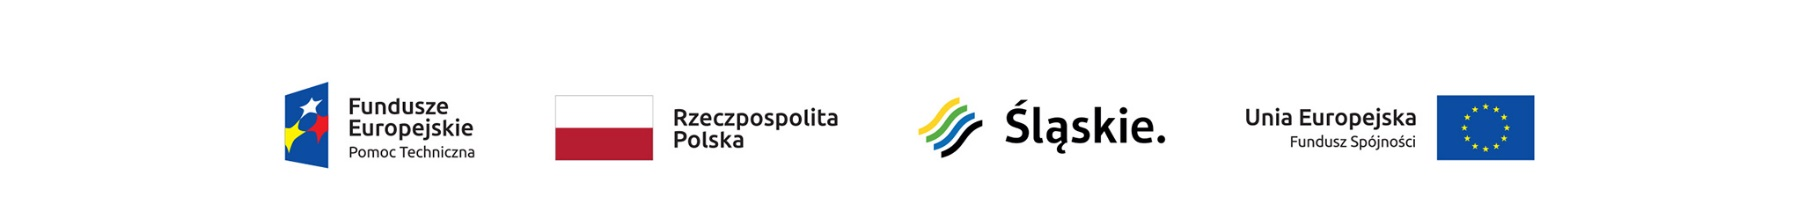 Fundusze
Europejskie
Pomoc Techniczna
Rzeczpospolita
Polska
Śląskie.
Unia Europejska
Fundusz Spójności